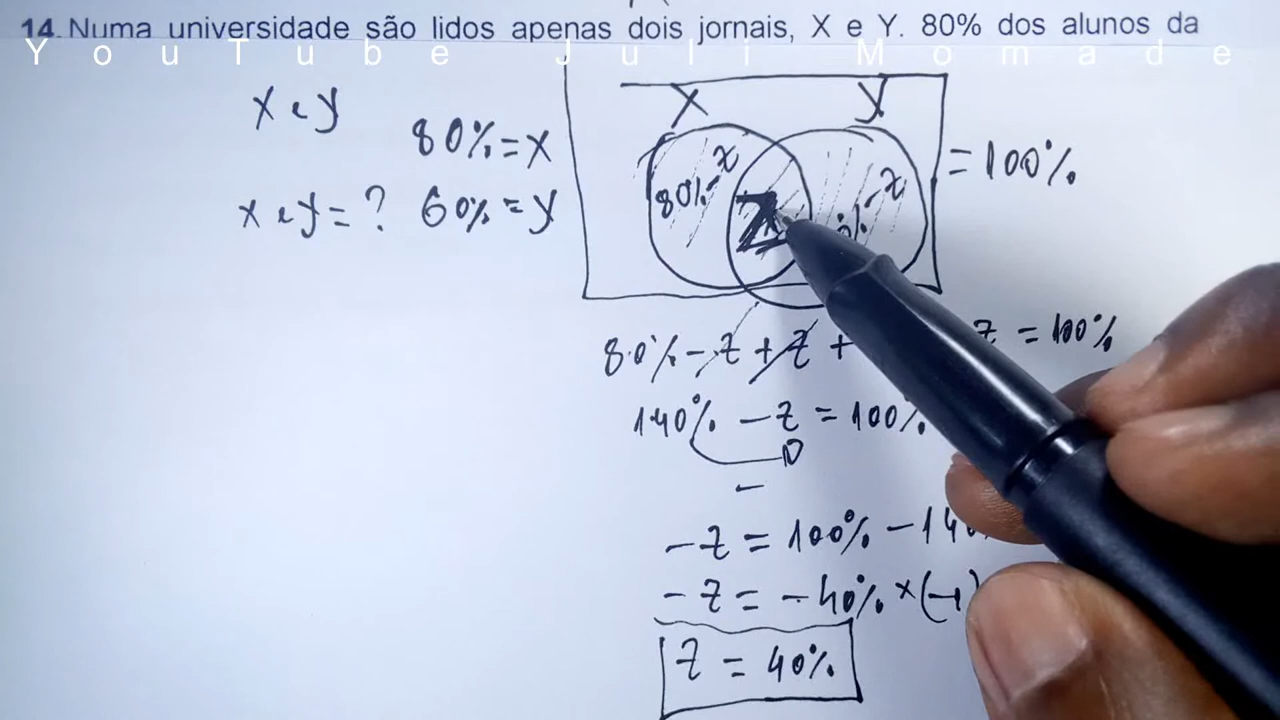 14. Numa universidade são lidos apenas dois jornais, X e Y. 80% dos alunos da
YouTube Juli Momade
x e y
80% = x
x e y = ?
60% = y
X
y
80% - z
Z
% - z
= 100%
80% - z + z +
z = 100%
140% - z = 100%
-
-z = 100% - 140
-z = -40% x (-1)
z = 40%